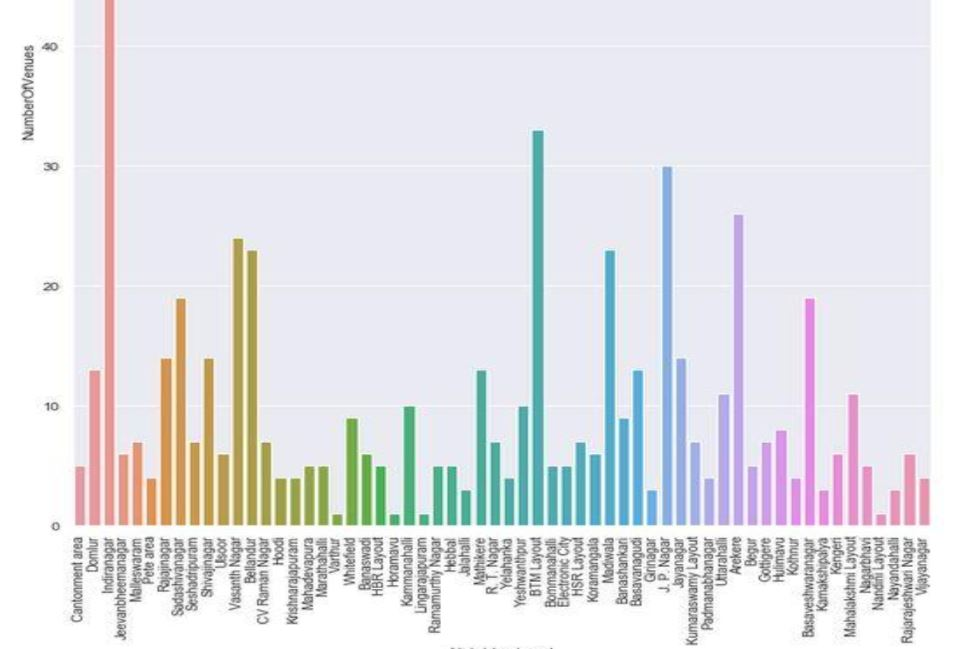 NumberOfVenues
40
30
20
10
0
Cantonment area
Domlur
Indiranagar
Jeevanbheemanagar
Malleswaram
Pete area
Rajajinagar
Sadashivanagar
Seshadripuram
Shivajinagar
Ulsoor
Vasanth Nagar
Bellandur
CV Raman Nagar
Hoodi
Krishnarajapuram
Mahadevapura
Marathahalli
Varthur
Whitefield
Banaswadi
HBR Layout
Horamavu
Kammanahalli
Lingarajapuram
Ramamurthy Nagar
Hebbal
Jalahalli
Mathikere
R. T. Nagar
Yelahanka
Yeshwanthpur
BTM Layout
Bommanahalli
Electronic City
HSR Layout
Koramangala
Madiwala
Banashankari
Basavanagudi
Girinagar
J. P. Nagar
Jayanagar
Kumaraswamy Layout
Padmanabhanagar
Uttarahalli
Arekere
Begur
Gottigere
Hulimavu
Kothnur
Basaveshwaranagar
Kamakshipalya
Kengeri
Mahalakshmi Layout
Nagarbhavi
Nandini Layout
Nayandahalli
Rajarajeshwari Nagar
Vijayanagar